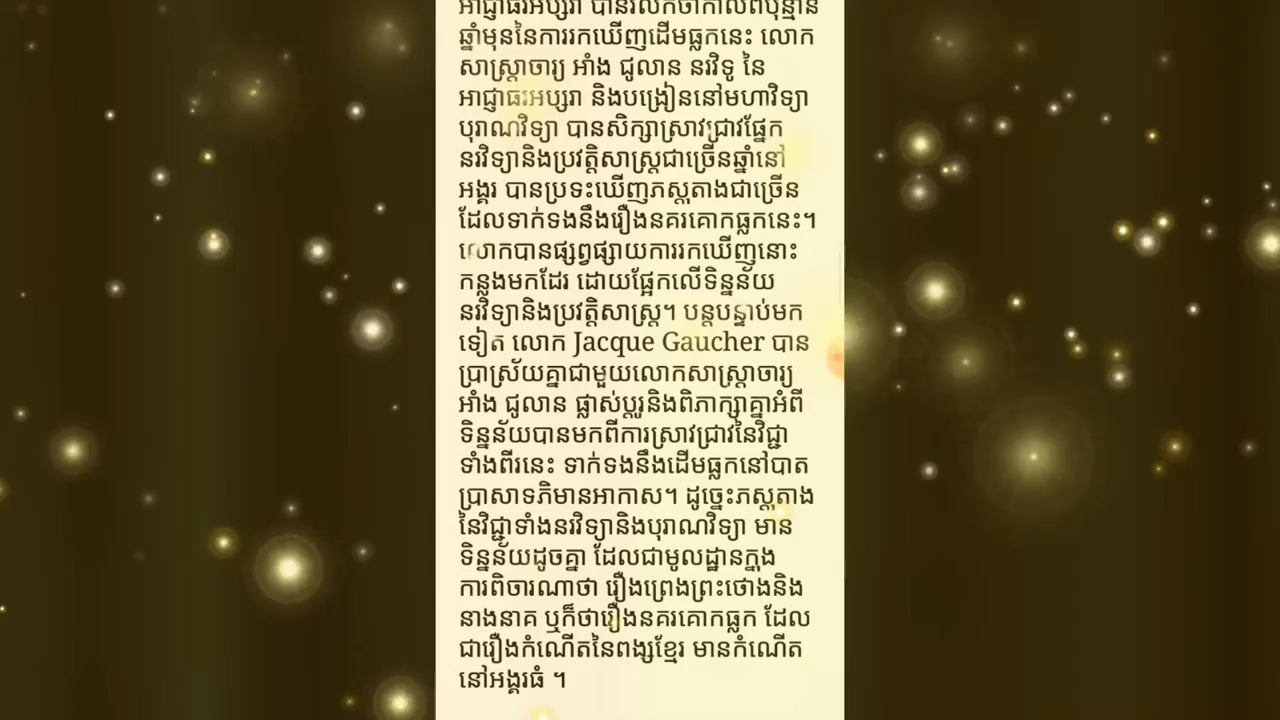 អាជ្ញាធរអប្សរា បានរំលឹកថាកាលពីប៉ុន្មាន
ឆ្នាំមុននៃការរកឃើញដើមធ្លកនេះ លោក
សាស្ត្រាចារ្យ អាំង ជូលាន នរវិទូ នៃ
អាជ្ញាធរអប្សរា និងបង្រៀននៅមហាវិទ្យា
បុរាណវិទ្យា បានសិក្សាស្រាវជ្រាវផ្នែក
នរវិទ្យានិងប្រវត្តិសាស្ត្រជាច្រើនឆ្នាំនៅ
អង្គរ បានប្រទះឃើញភស្តុតាងជាច្រើន
ដែលទាក់ទងនឹងរឿងនគរគោកធ្លកនេះ។
លោកបានផ្សព្វផ្សាយការរកឃើញនោះ
កន្លងមកដែរ ដោយផ្អែកលើទិន្នន័យ
នរវិទ្យានិងប្រវត្តិសាស្ត្រ។ បន្តបន្ទាប់មក
ទៀត លោក Jacque Gaucher បាន
ប្រាស្រ័យគ្នាជាមួយលោកសាស្ត្រាចារ្យ
អាំង ជូលាន ផ្លាស់ប្តូរនិងពិភាក្សាគ្នាអំពី
ទិន្នន័យបានមកពីការស្រាវជ្រាវនៃវិជ្ជា
ទាំងពីរនេះ ទាក់ទងនឹងដើមធ្លកនៅបាត
ប្រាសាទភិមានអាកាស។ ដូច្នេះភស្តុតាង
នៃវិជ្ជាទាំងនរវិទ្យានិងបុរាណវិទ្យា មាន
ទិន្នន័យដូចគ្នា ដែលជាមូលដ្ឋានក្នុង
ការពិចារណាថា រឿងព្រេងព្រះថោងនិង
នាងនាគ ឬក៏ថារឿងនគរគោកធ្លក ដែល
ជារឿងកំណើតនៃពង្សខ្មែរ មានកំណើត
នៅអង្គរធំ ។